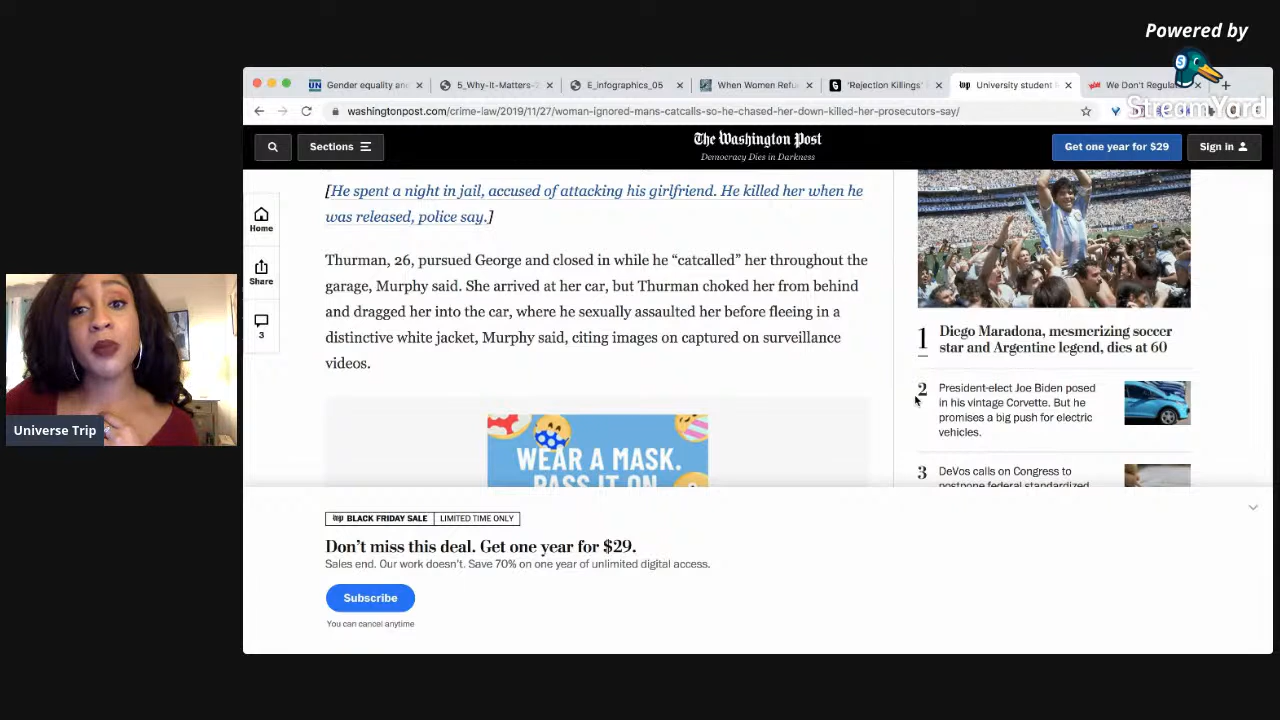 Powered by
StreamYard
Gender equality an
5_Why-It-Matters-
E_infographics_05
When Women Refu
'Rejection Killings'
University student
We Don't Regula
washingtonpost.com/crime-law/2019/11/27/woman-ignored-mans-catcalls-so-he-chased-her-down-killed-her-prosecutors-say/
Sections
The Washington Post
Democracy Dies in Darkness
Get one year for $29
Sign in
Home
Share
3
[He spent a night in jail, accused of attacking his girlfriend. He killed her when he
was released, police say.]
Thurman, 26, pursued George and closed in while he “catcalled” her throughout the
garage, Murphy said. She arrived at her car, but Thurman choked her from behind
and dragged her into the car, where he sexually assaulted her before fleeing in a
distinctive white jacket, Murphy said, citing images on captured on surveillance
videos.
WEAR A MASK.
PASS IT ON
1
Diego Maradona, mesmerizing soccer
star and Argentine legend, dies at 60
2
President-elect Joe Biden posed
in his vintage Corvette. But he
promises a big push for electric
vehicles.
3
DeVos calls on Congress to
postpone federal standardized
wp BLACK FRIDAY SALE LIMITED TIME ONLY
Don’t miss this deal. Get one year for $29.
Sales end. Our work doesn’t. Save 70% on one year of unlimited digital access.
Subscribe
You can cancel anytime
Universe Trip